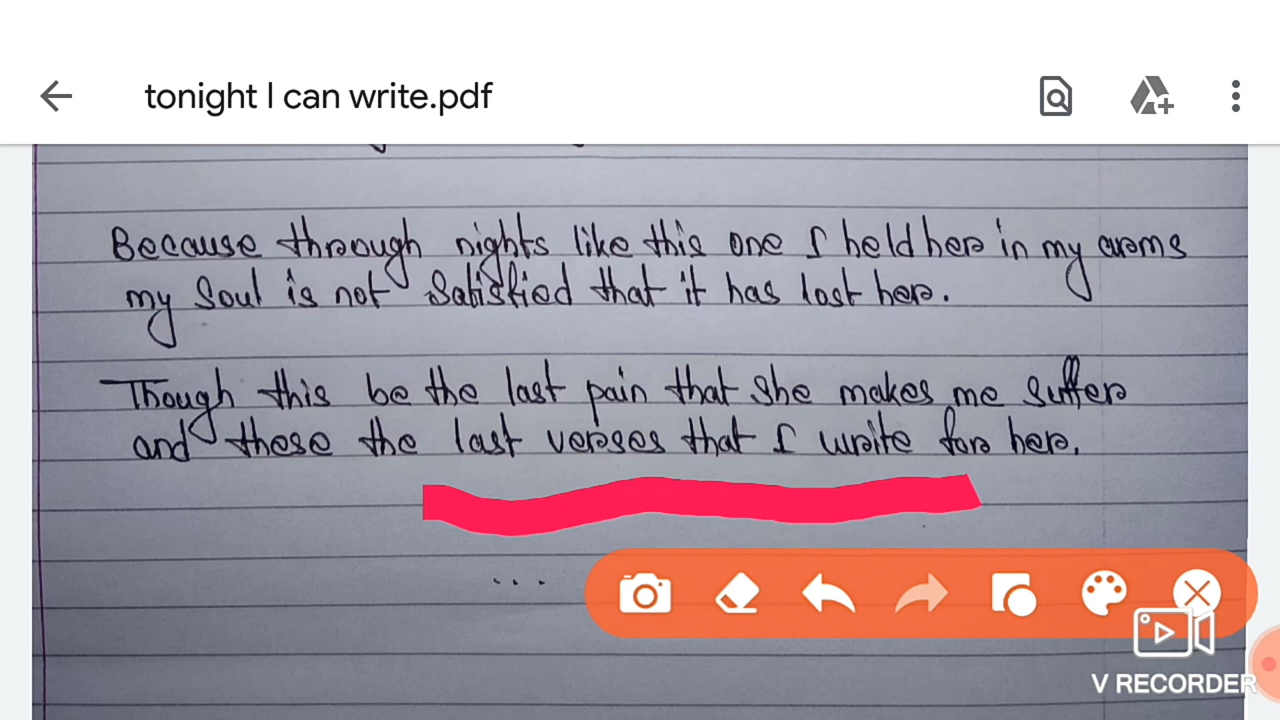 tonight I can write.pdf
Because through nights like this one I held her in my arms
my soul is not satisfied that it has lost her.
Though this be the last pain that she makes me suffer
and these the last verses that I write for her.
V RECORDER